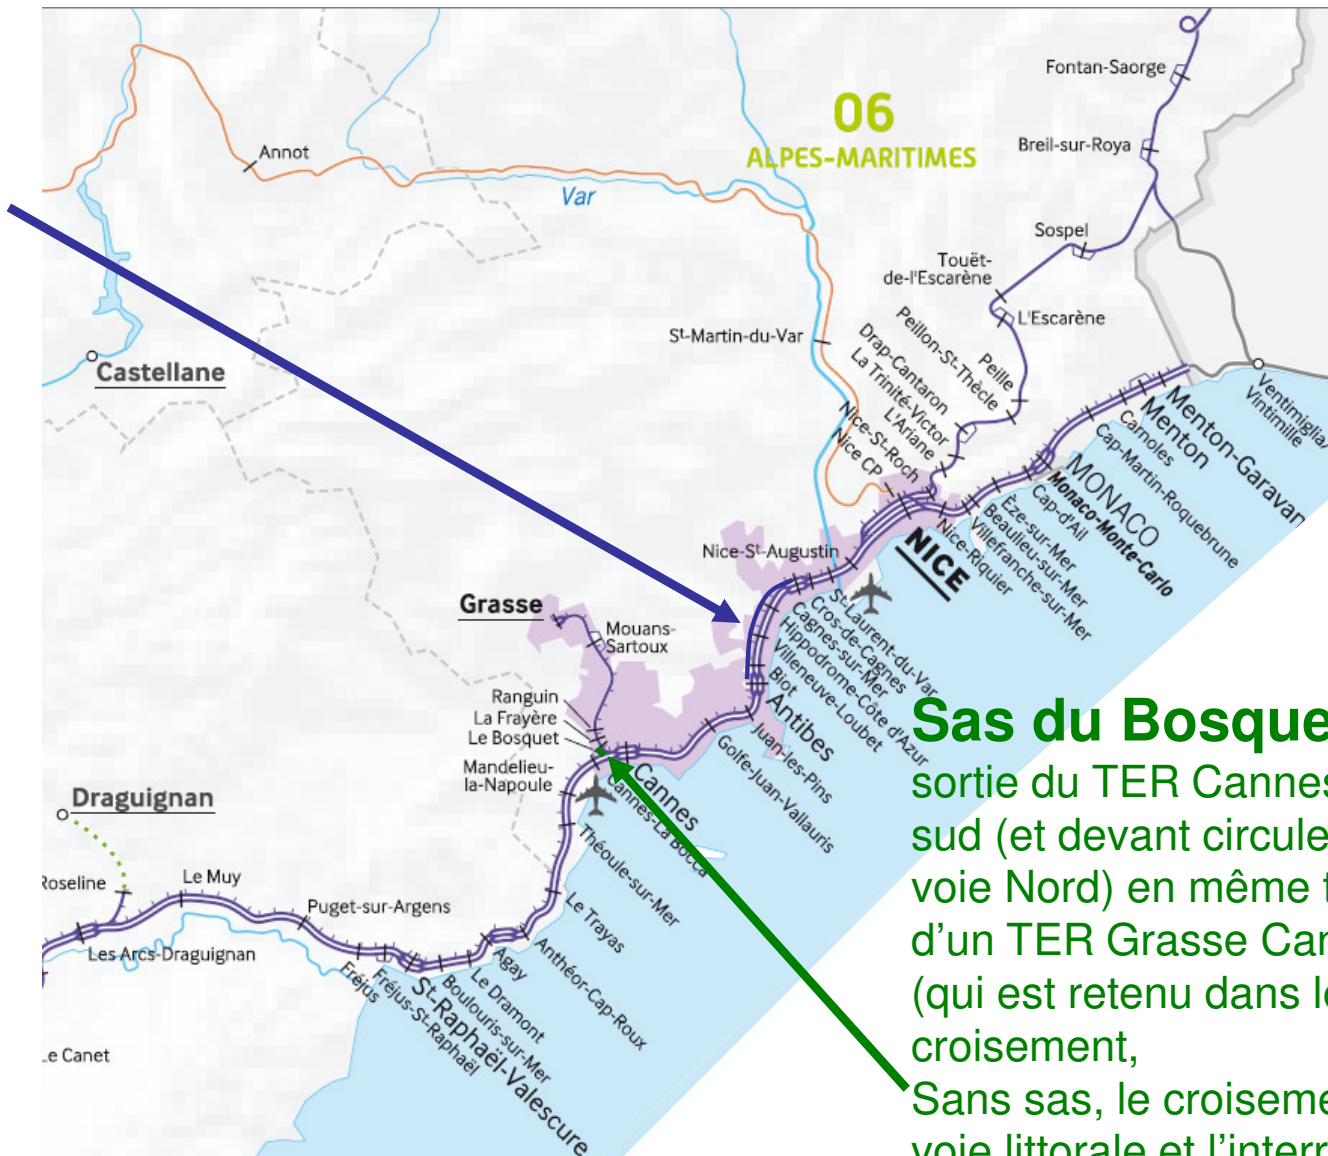 Fontan-Saorge
06
ALPES-MARITIMES
Breil-sur-Roya
Annot
Var
Sospel
Touët-
de-l'Escarène
L'Escarène
St-Martin-du-Var
Peillon-St-Thècle
Peille
Drap-Cantaron
La Trinité-Victor
L'Ariane
Nice-St-Roch
Nice CP
Castellane
Ventimiglia/
Vintimille
Menton-Garavan
Menton
Carnolès
Cap-Martin-Roquebrune
MONACO
Monaco-Monte-Carlo
Cap-d'Ail
Èze-sur-Mer
Beaulieu-sur-Mer
Villefranche-sur-Mer
Nice-Riquier
NICE
Nice-St-Augustin
St-Laurent-du-Var
Cros-de-Cagnes
Cagnes-sur-Mer
Hippodrome-Côte d'Azur
Villeneuve-Loubet
Biot
Antibes
Juan-les-Pins
Golfe-Juan-Vallauris
Grasse
Mouans-
Sartoux
Ranguin
La Frayère
Le Bosquet
Mandelieu-
la-Napoule
Cannes
Cannes-La Bocca
Théoule-sur-Mer
Le Trayas
Anthéor-Cap-Roux
Agay
Le Dramont
Boulouris-sur-Mer
St-Raphaël-Valescure
Fréjus-St-Raphaël
Fréjus
Puget-sur-Argens
Le Muy
Draguignan
Roseline
Les Arcs-Draguignan
Le Canet
Sas du Bosque
sortie du TER Cannes
sud (et devant circule
voie Nord) en même t
d'un TER Grasse Can
(qui est retenu dans le
croisement,
Sans sas, le croiseme
voie littorale et l'interr